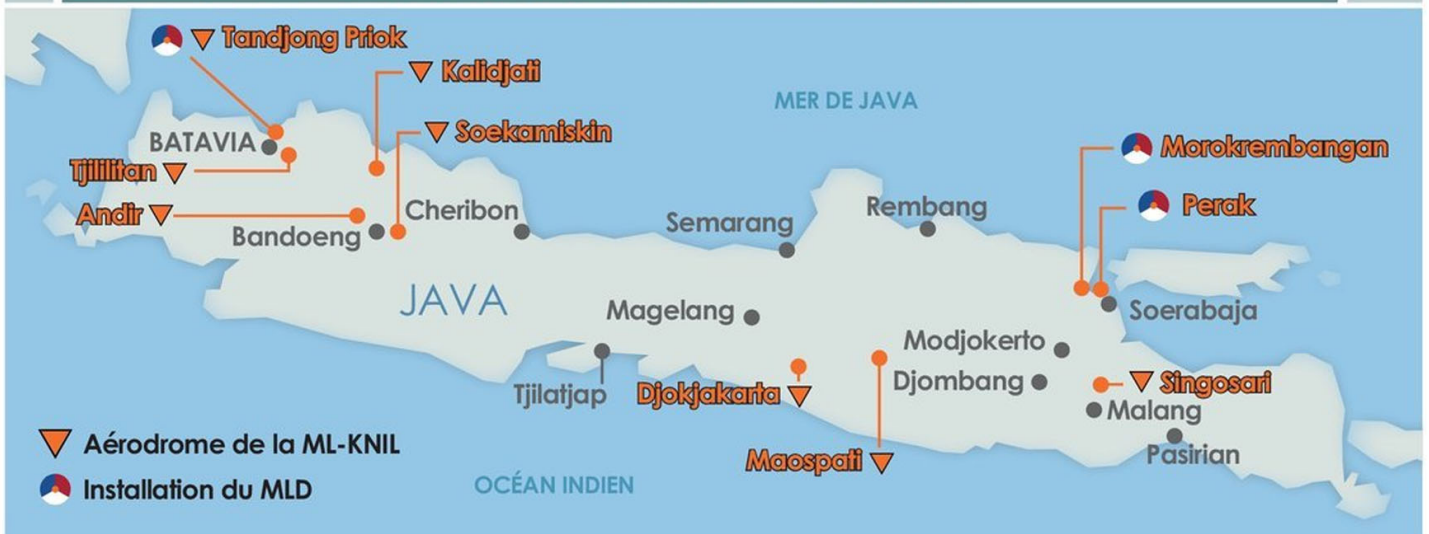 Tandjong Priok
Kalidjati
MER DE JAVA
Soekamiskin
BATAVIA
Morokrembangan
Tjililitan
Andir
Cheribon
Rembang
Perak
Semarang
Bandoeng
JAVA
Magelang
Soerabaja
Modjokerto
Djombang
Singosari
Tjilatjap
Djokjakarta
Malang
Aérodrome de la ML-KNIL
Maospati
Pasirian
Installation du MLD
OCÉAN INDIEN